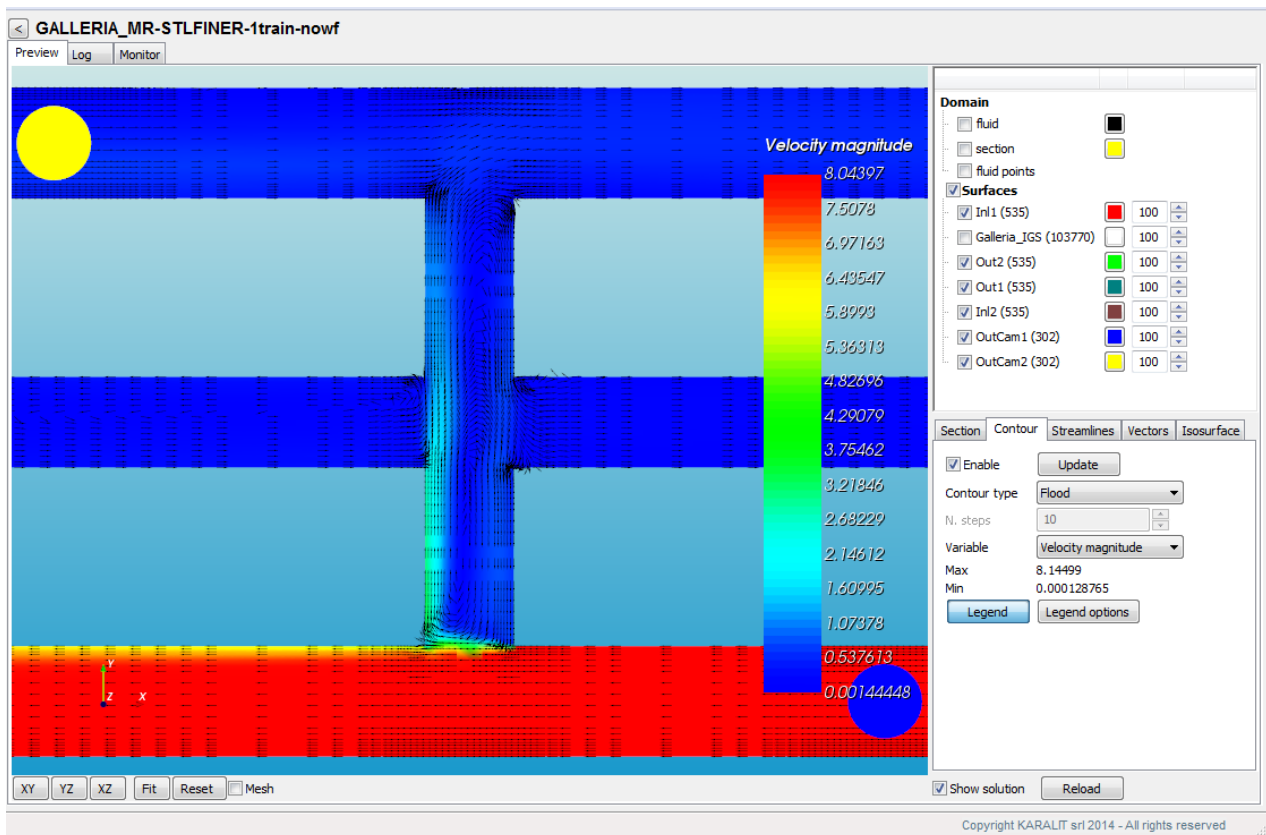 < GALLERIA_MR-STLFINER-1train-nowf
Preview Log Monitor
Velocity magnitude
8.04397
7.5078
6.97163
6.43547
5.8993
5.36313
4.82696
4.29079
3.75462
3.21846
2.68229
2.14612
1.60995
1.07378
0.537613
0.00144448
Y
Z X
XY YZ XZ Fit Reset Mesh
Domain
fluid
section
fluid points
Surfaces
Inl1 (535) 100
Galleria_IGS (103770) 100
Out2 (535) 100
Out1 (535) 100
Inl2 (535) 100
OutCam1 (302) 100
OutCam2 (302) 100
Section Contour Streamlines Vectors Isosurface
Enable Update
Contour type Flood
N. steps 10
Variable Velocity magnitude
Max 8.14499
Min 0.000128765
Legend Legend options
Show solution Reload
Copyright KARALIT srl 2014 - All rights reserved